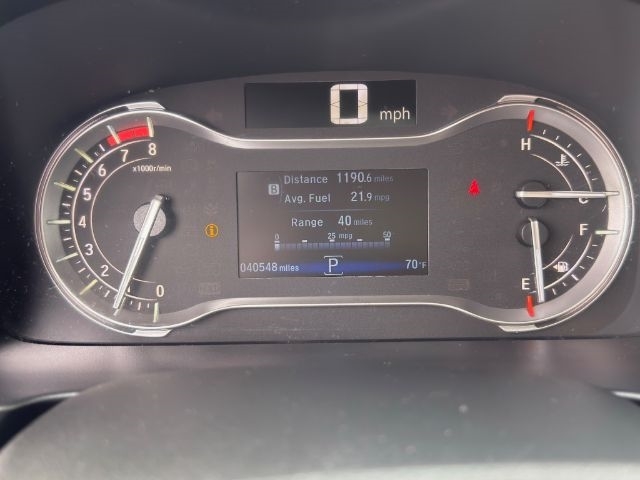 0 mph
8
7
6
5
4
3
2
1
0
x1000r/min
B
Distance 1190.6 miles
Avg. Fuel 21.9 mpg
Range 40 miles
0 25 50
mpg
040548 miles P 70°F
H
C
F
E